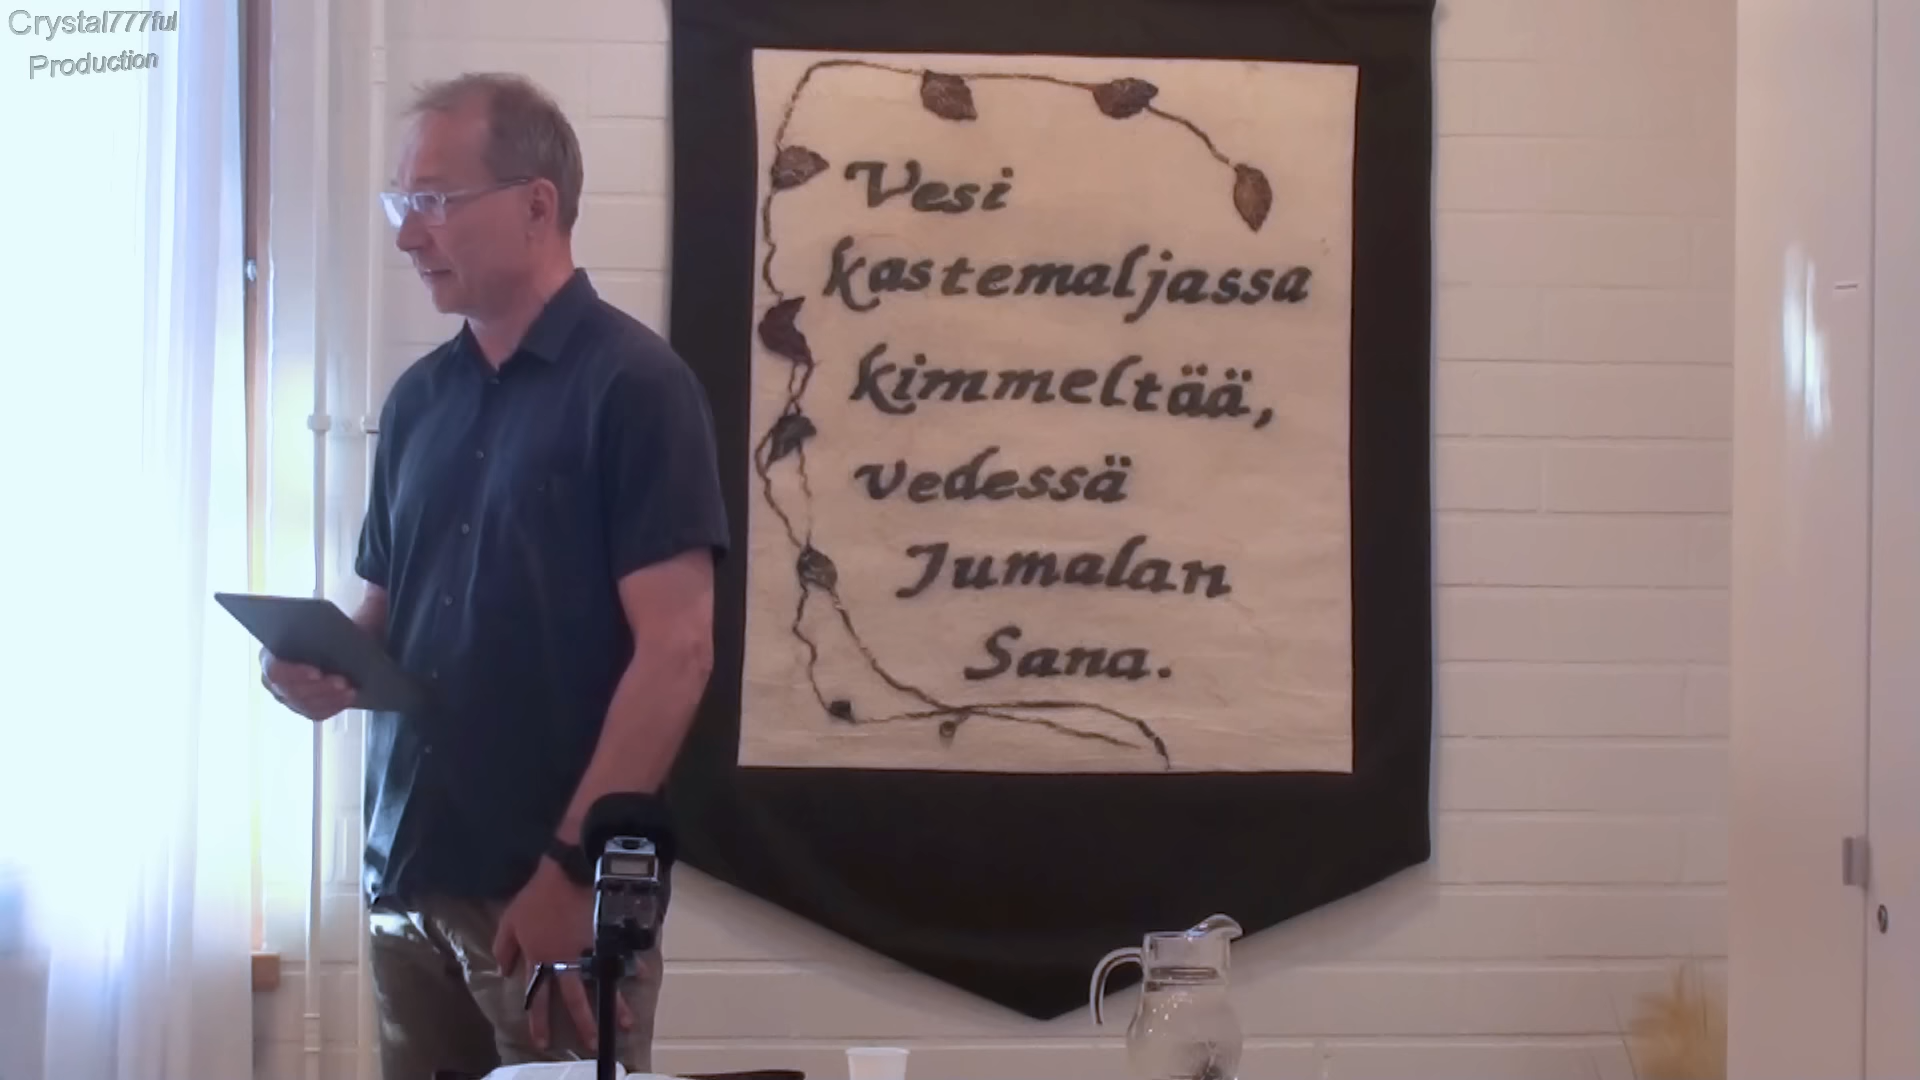 Crystal777ful
Production
Vesi
kastemaljassa
kimmeltää,
vedessä
Jumalan
Sana.